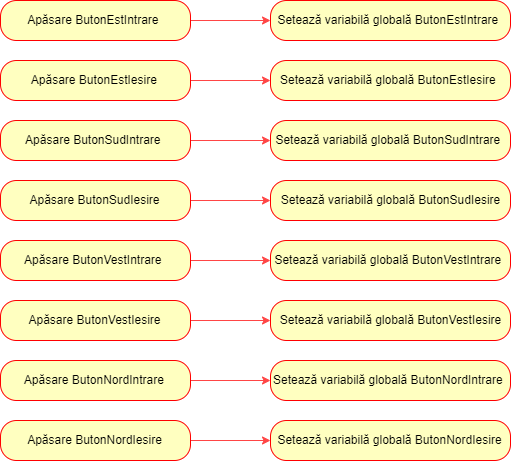 Apăsare ButonEstIntrare
Setează variabilă globală ButonEstIntrare
Apăsare ButonEstIesire
Setează variabilă globală ButonEstIesire
Apăsare ButonSudIntrare
Setează variabilă globală ButonSudIntrare
Apăsare ButonSudIesire
Setează variabilă globală ButonSudIesire
Apăsare ButonVestIntrare
Setează variabilă globală ButonVestIntrare
Apăsare ButonVestIesire
Setează variabilă globală ButonVestIesire
Apăsare ButonNordIntrare
Setează variabilă globală ButonNordIntrare
Apăsare ButonNordIesire
Setează variabilă globală ButonNordIesire